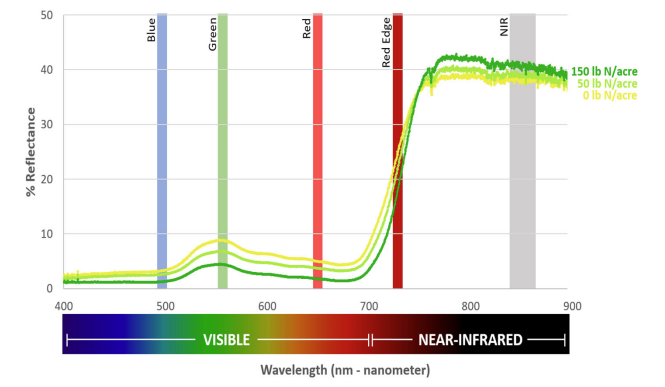 50
40
30
20
10
0
% Reflectance
Blue
Green
Red
Red Edge
NIR
150 lb N/acre
50 lb N/acre
0 lb N/acre
400 500 600 700 800 900
VISIBLE NEAR-INFRARED
Wavelength (nm - nanometer)